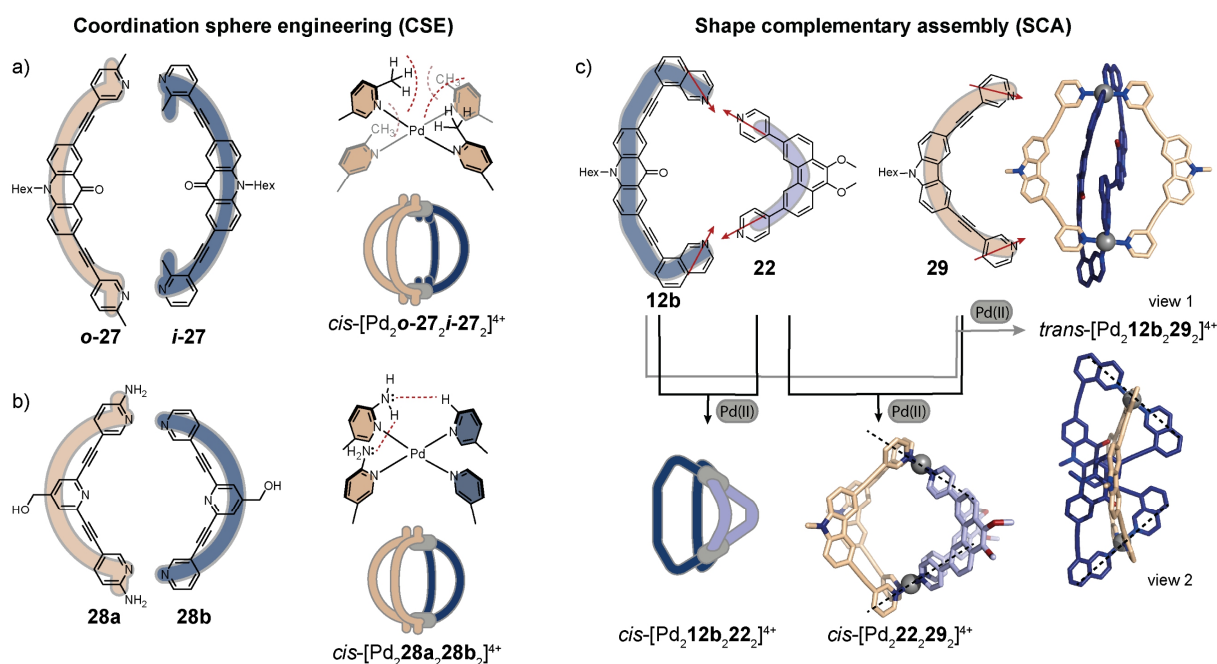 Coordination sphere engineering (CSE)
Shape complementary assembly (SCA)
a)
N
N
Hex
N
O
o-27
N
N
O
N
Hex
i-27
H
H
H
CH3
N
N
H
H
CH3
Pd
N
N
cis-[Pd2o-272i-272]4+
b)
NH2
N
N
HO
N
NH2
28a
N
N
OH
N
28b
H
N:
H
H
H2N:
N
N
Pd
N
N
cis-[Pd228a228b2]4+
c)
N
Hex
N
O
N
12b
N
O
O
N
22
N
Hex
N
N
29
view 1
Pd(II)
trans-[Pd212b2292]4+
Pd(II)
Pd(II)
cis-[Pd212b2222]4+
cis-[Pd2222292]4+
view 2